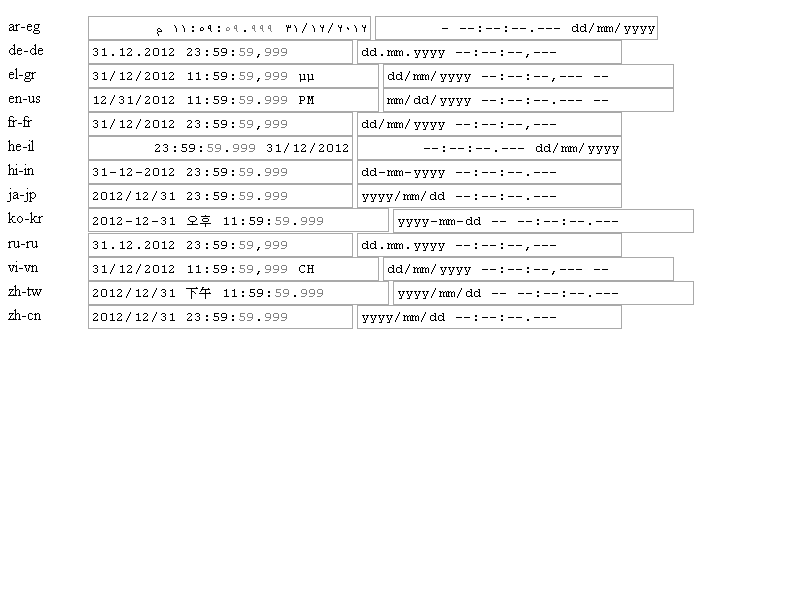 ar-eg ٣١/١٢/٢٠١٢ ١١:٥٩:٥٩.٩٩٩ م dd/mm/yyyy --:--:--.--- -
de-de 31.12.2012 23:59:59,999 dd.mm.yyyy --:--:--,---
el-gr 31/12/2012 11:59:59,999 μμ dd/mm/yyyy --:--:--,--- --
en-us 12/31/2012 11:59:59.999 PM mm/dd/yyyy --:--:--.--- --
fr-fr 31/12/2012 23:59:59,999 dd/mm/yyyy --:--:--,---
he-il 23:59:59.999 31/12/2012 --:--:--.--- dd/mm/yyyy
hi-in 31-12-2012 23:59:59.999 dd-mm-yyyy --:--:--.---
ja-jp 2012/12/31 23:59:59.999 yyyy/mm/dd --:--:--.---
ko-kr 2012-12-31 오후 11:59:59.999 yyyy-mm-dd -- --:--:--.---
ru-ru 31.12.2012 23:59:59,999 dd.mm.yyyy --:--:--,---
vi-vn 31/12/2012 11:59:59,999 CH dd/mm/yyyy --:--:--,--- --
zh-tw 2012/12/31 下午 11:59:59.999 yyyy/mm/dd -- --:--:--.---
zh-cn 2012/12/31 23:59:59.999 yyyy/mm/dd --:--:--.---